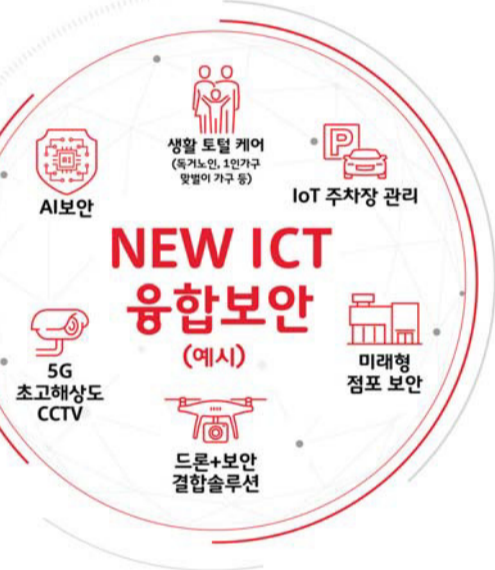 생활 토털 케어
(독거노인, 1인가구
맞벌이 가구 등)
AI
AI보안
P
IoT 주차장 관리
NEW ICT
융합보안
(예시)
5G
초고해상도
CCTV
미래형
점포 보안
드론+보안
결합솔루션